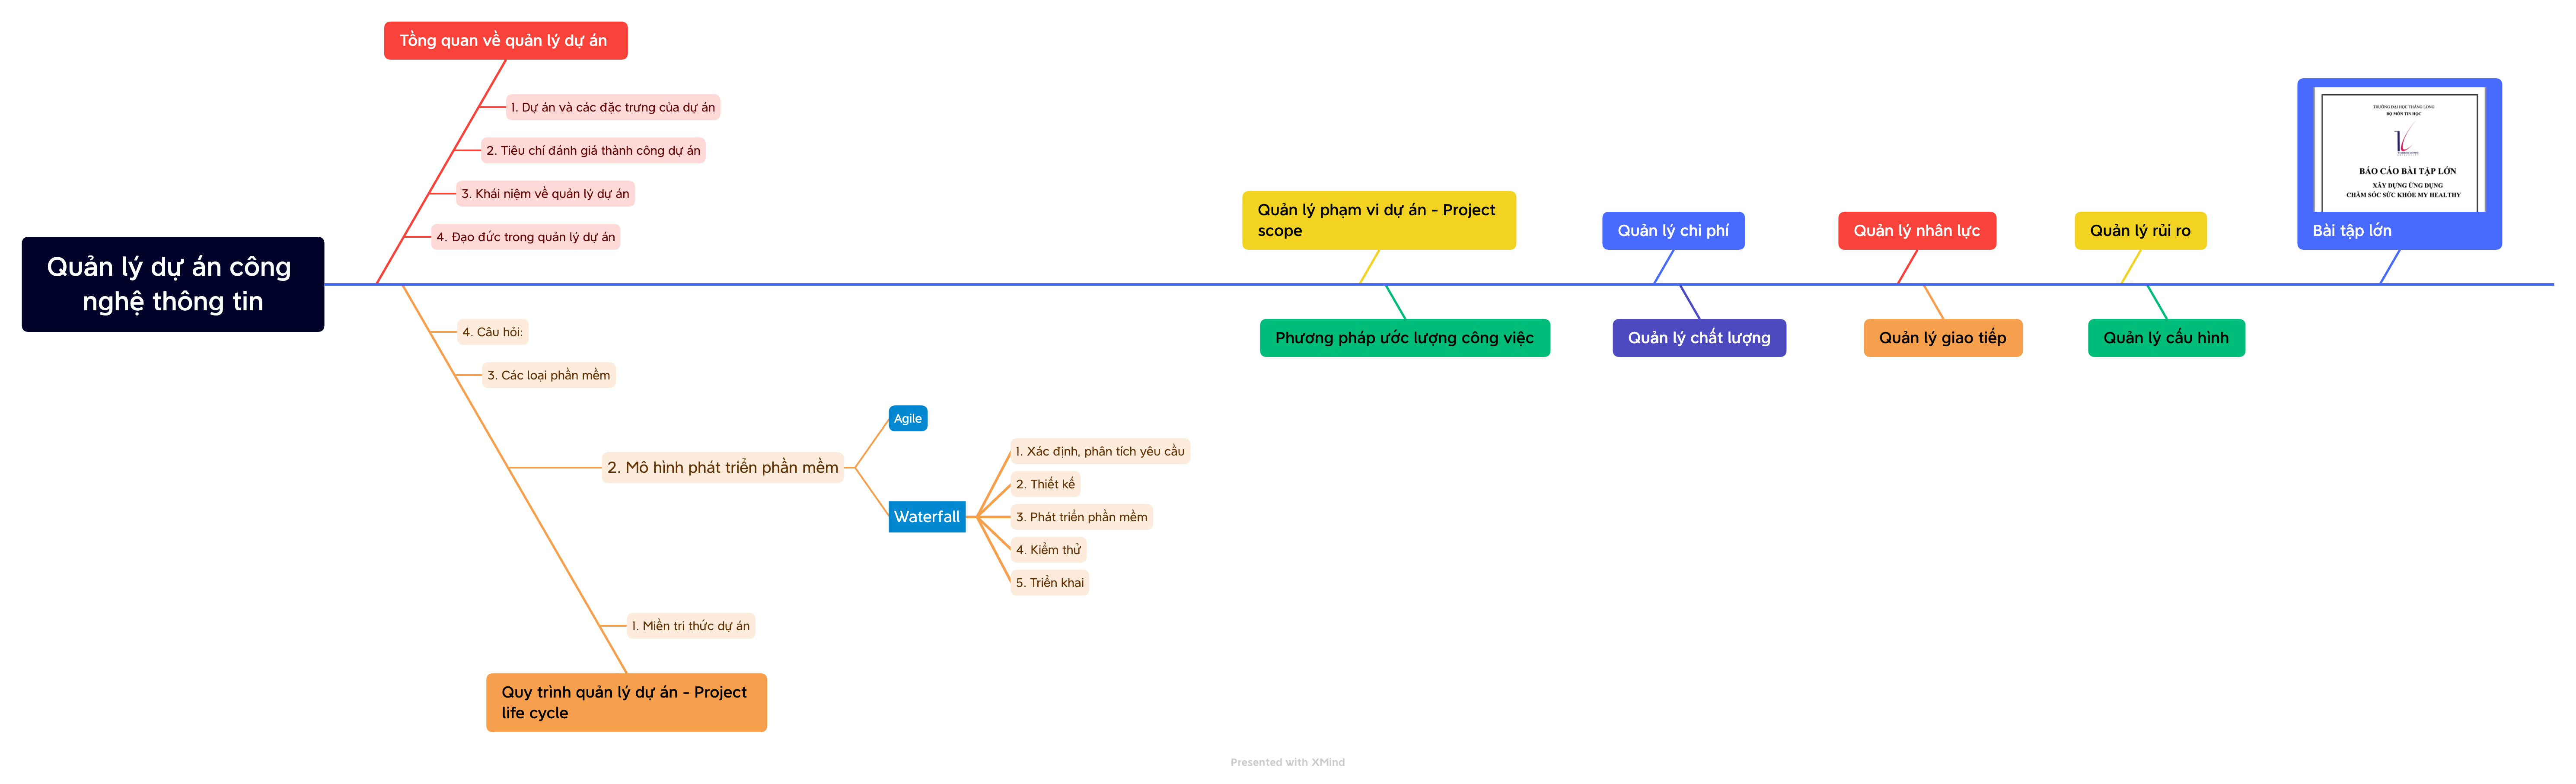 Tổng quan về quản lý dự án
1. Dự án và các đặc trưng của dự án
2. Tiêu chí đánh giá thành công dự án
3. Khái niệm về quản lý dự án
4. Đạo đức trong quản lý dự án
Quản lý dự án công
nghệ thông tin
4. Câu hỏi:
3. Các loại phần mềm
2. Mô hình phát triển phần mềm
Agile
Waterfall
1. Xác định, phân tích yêu cầu
2. Thiết kế
3. Phát triển phần mềm
4. Kiểm thử
5. Triển khai
1. Miền tri thức dự án
Quy trình quản lý dự án - Project
life cycle
Quản lý phạm vi dự án - Project
scope
Phương pháp ước lượng công việc
Quản lý chi phí
Quản lý chất lượng
Quản lý nhân lực
Quản lý giao tiếp
Quản lý rủi ro
Quản lý cấu hình
TRƯỜNG ĐẠI HỌC THĂNG LONG
BỘ MÔN TIN HỌC
BÁO CÁO BÀI TẬP LỚN
XÂY DỰNG ỨNG DỤNG
CHĂM SÓC SỨC KHỎE MY HEALTHY
Bài tập lớn
Presented with XMind